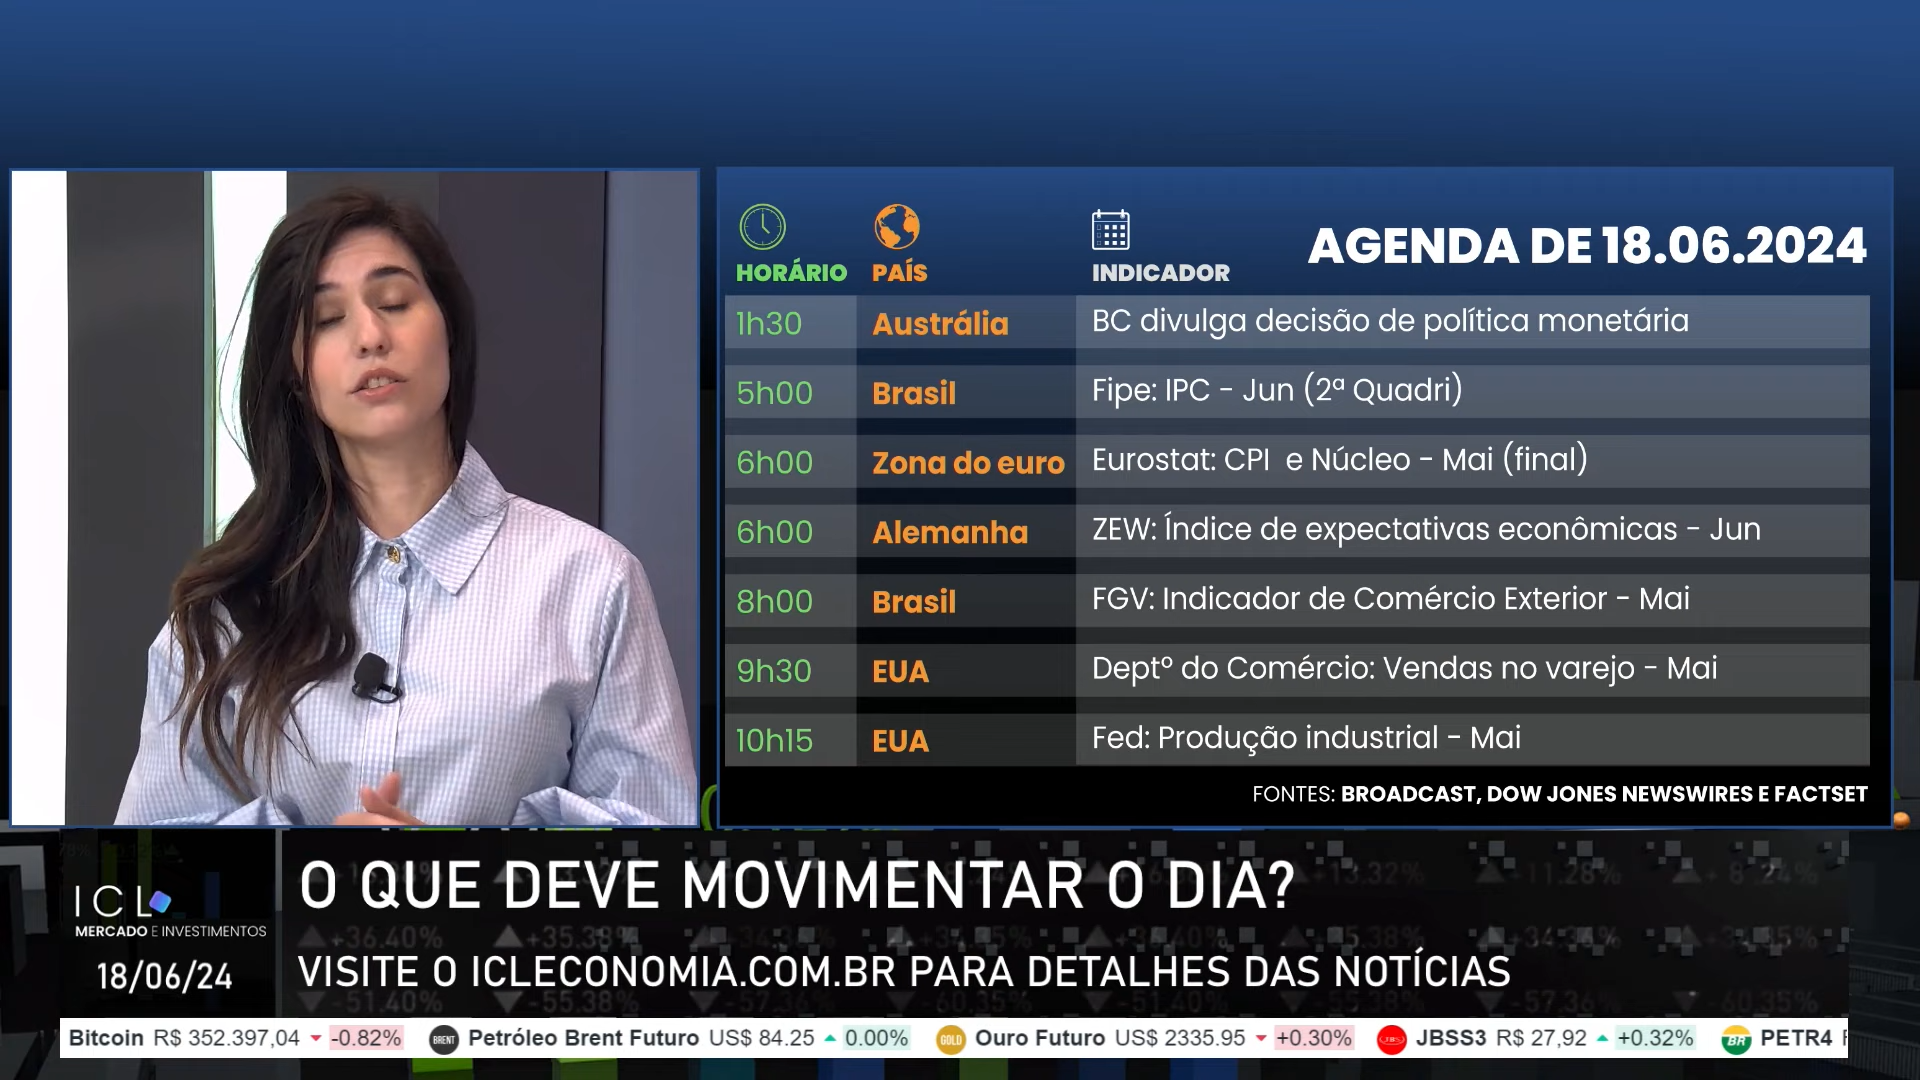 HORÁRIO PAÍS INDICADOR AGENDA DE 18.06.2024
1h30 Austrália BC divulga decisão de política monetária
5h00 Brasil Fipe: IPC - Jun (2ª Quadri)
6h00 Zona do euro Eurostat: CPI e Núcleo - Mai (final)
6h00 Alemanha ZEW: Índice de expectativas econômicas - Jun
8h00 Brasil FGV: Indicador de Comércio Exterior - Mai
9h30 EUA Deptº do Comércio: Vendas no varejo - Mai
10h15 EUA Fed: Produção industrial - Mai
FONTES: BROADCAST, DOW JONES NEWSWIRES E FACTSET
ICL
MERCADO E INVESTIMENTOS
18/06/24
O QUE DEVE MOVIMENTAR O DIA?
VISITE O ICLECONOMIA.COM.BR PARA DETALHES DAS NOTÍCIAS
Bitcoin R$ 352.397,04 -0.82% BRENT Petróleo Brent Futuro US$ 84.25 0.00% GOLD Ouro Futuro US$ 2335.95 +0.30% JBS JBSS3 R$ 27,92 +0.32% BR PETR4